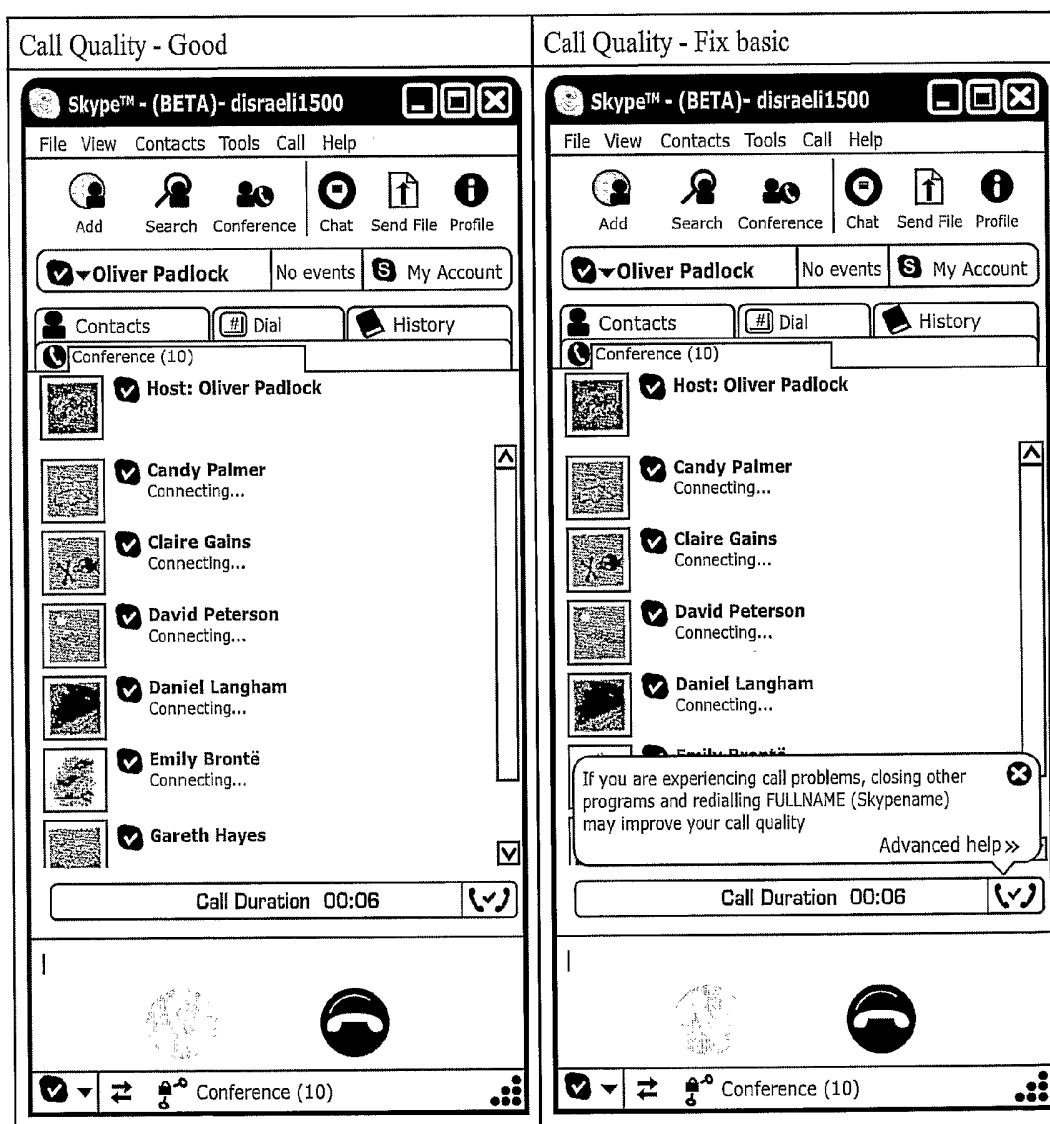 Call Quality - Good
Skype™ - (BETA)- disraeli1500
File View Contacts Tools Call Help
Add Search Conference Chat Send File Profile
Oliver Padlock No events S My Account
Contacts # Dial History
Conference (10)
Host: Oliver Padlock
Candy Palmer
Connecting...
Claire Gains
Connecting...
David Peterson
Connecting...
Daniel Langham
Connecting...
Emily Brontë
Connecting...
Gareth Hayes
Call Duration 00:06
Conference (10)
Call Quality - Fix basic
Skype™ - (BETA)- disraeli1500
File View Contacts Tools Call Help
Add Search Conference Chat Send File Profile
Oliver Padlock No events S My Account
Contacts # Dial History
Conference (10)
Host: Oliver Padlock
Candy Palmer
Connecting...
Claire Gains
Connecting...
David Peterson
Connecting...
Daniel Langham
Connecting...
Emily Brontë
If you are experiencing call problems, closing other
programs and redialling FULLNAME (Skypename)
may improve your call quality
Advanced help »
Call Duration 00:06
Conference (10)